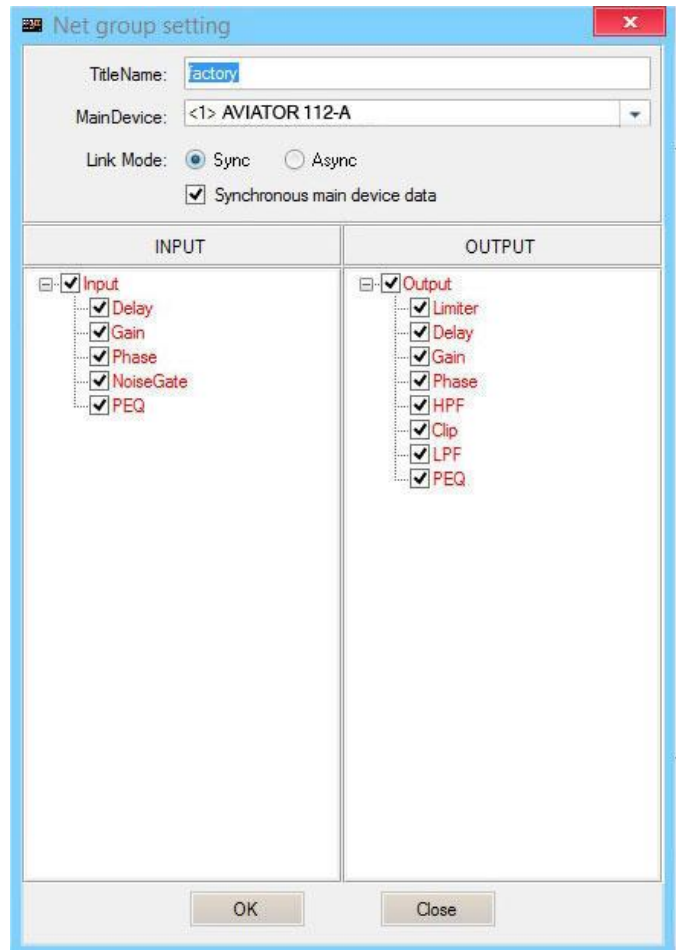 Net group setting
TitleName: factory
MainDevice: <1> AVIATOR 112-A
Link Mode: Sync Async
Synchronous main device data
INPUT OUTPUT
Input
Delay
Gain
Phase
NoiseGate
PEQ
Output
Limiter
Delay
Gain
Phase
HPF
Clip
LPF
PEQ
OK Close